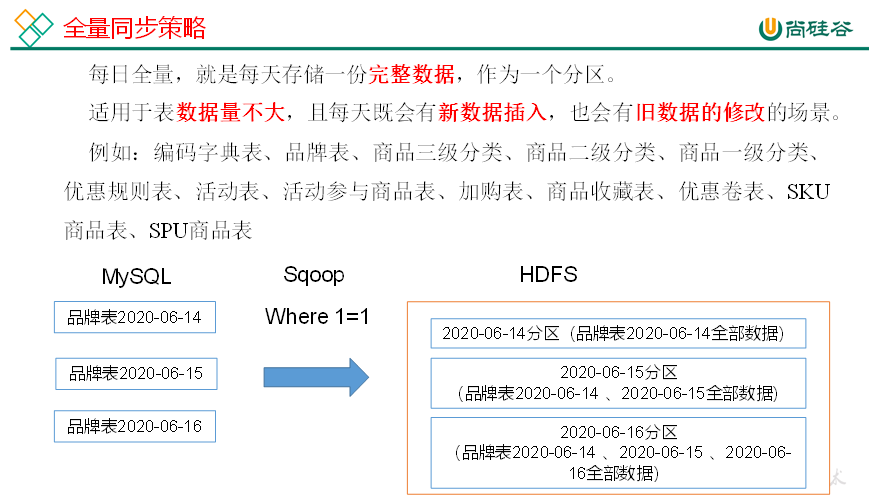 全量同步策略
尚硅谷
每日全量，就是每天存储一份完整数据，作为一个分区。
适用于表数据量不大，且每天既会有新数据插入，也会有旧数据的修改的场景。
例如：编码字典表、品牌表、商品三级分类、商品二级分类、商品一级分类、
优惠规则表、活动表、活动参与商品表、加购表、商品收藏表、优惠卷表、SKU
商品表、SPU商品表
MySQL
Sqoop
HDFS
品牌表2020-06-14
品牌表2020-06-15
品牌表2020-06-16
Where 1=1
2020-06-14分区（品牌表2020-06-14全部数据）
2020-06-15分区
（品牌表2020-06-14 、2020-06-15全部数据）
2020-06-16分区
（品牌表2020-06-14 、2020-06-15 、2020-06-
16全部数据）
术